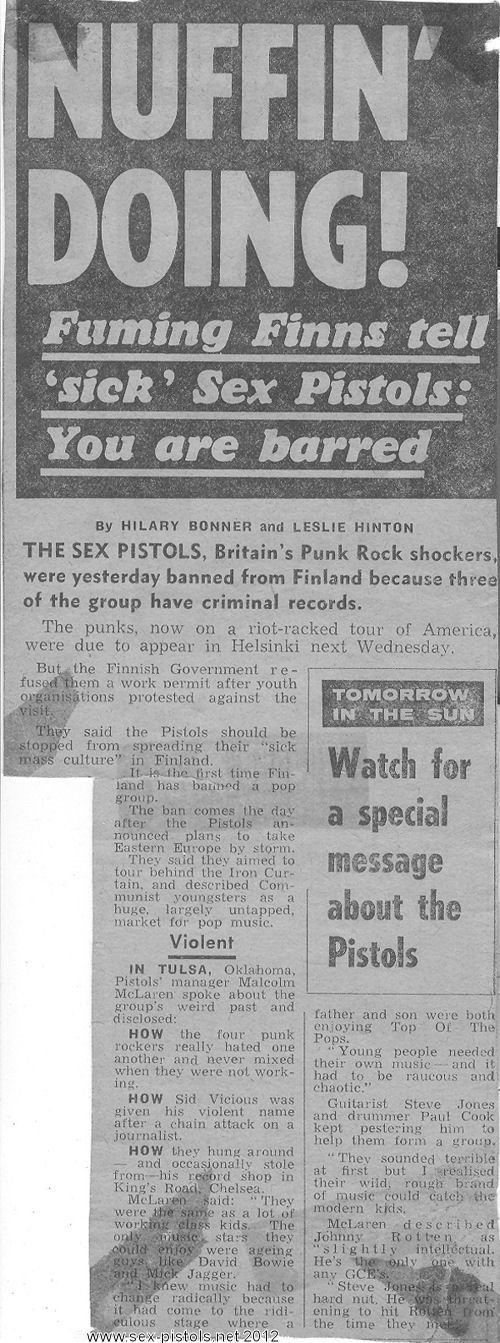 NUFFIN'
DOING!
Fuming Finns tell
'sick' Sex Pistols:
You are barred
By HILARY BONNER and LESLIE HINTON
THE SEX PISTOLS, Britain's Punk Rock shockers,
were yesterday banned from Finland because three
of the group have criminal records.
The punks, now on a riot-racked tour of America,
were due to appear in Helsinki next Wednesday.
But the Finnish Government re-
fused them a work permit after youth
organisations protested against the
visit.
They said the Pistols should be
stopped from spreading their "sick
mass culture" in Finland.
It is the first time Fin-
land has banned a pop
group.
The ban comes the day
after the Pistols an-
nounced plans to take
Eastern Europe by storm.
They said they aimed to
tour behind the Iron Cur-
tain, and described Com-
munist youngsters as a
huge, largely untapped,
market for pop music.
Violent
IN TULSA, Oklahoma,
Pistols' manager Malcolm
McLaren spoke about the
group's weird past and
disclosed:
HOW the four punk
rockers really hated one
another and never mixed
when they were not work-
ing.
HOW Sid Vicious was
given his violent name
after a chain attack on a
journalist.
HOW they hung around
— and occasionally stole
from—his record shop in
King's Road, Chelsea.
McLaren said: "They
were the same as a lot of
working class kids. The
only music stars they
could enjoy were ageing
guys like David Bowie
and Mick Jagger.
"I knew music had to
change radically because
it had come to the ridi-
culous stage where a
TOMORROW
IN THE SUN
Watch for
a special
message
about the
Pistols
father and son were both
enjoying Top Of The
Pops.
"Young people needed
their own music—and it
had to be raucous and
chaotic."
Guitarist Steve Jones
and drummer Paul Cook
kept pestering him to
help them form a group.
"They sounded terrible
at first but I realised
their wild, rough brand
of music could catch the
modern kids.
McLaren described
Johnny Rotten as
"slightly intellectual.
He's the only one with
any GCE's.
"Steve Jones is a real
hard nut. He was threat-
ening to hit Rotten from
the time they met.
www.sex-pistols.net 2012